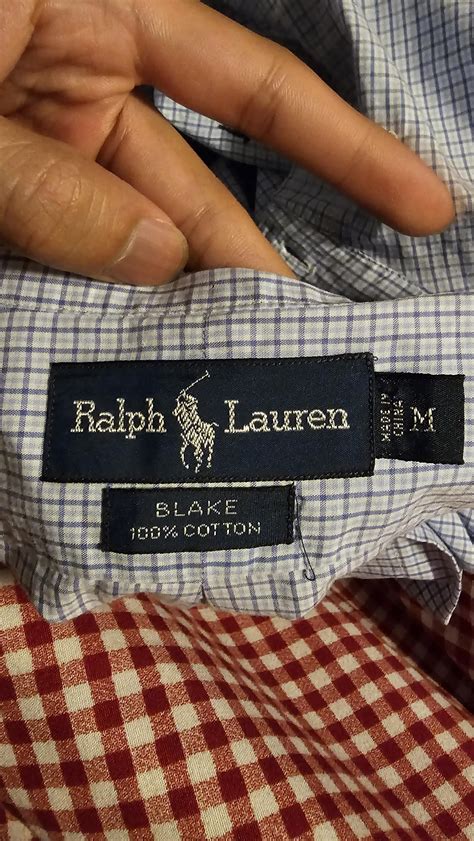 Ralph Lauren
MADE IN
CHINA
M
BLAKE
100% COTTON